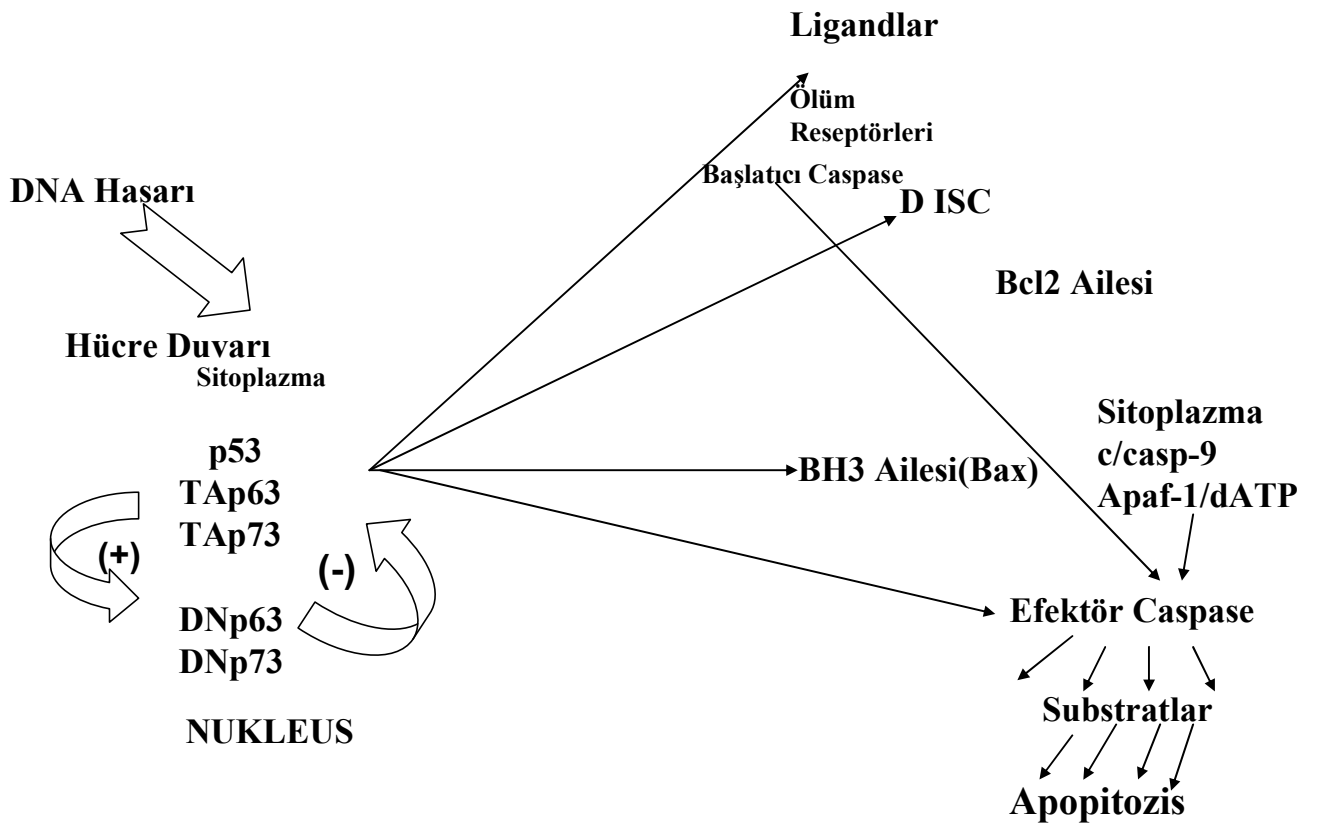 Ligandlar
Ölüm
Reseptörleri
Başlatıcı Caspase
D ISC
DNA Hasarı
Bcl2 Ailesi
Hücre Duvarı
Sitoplazma
p53
TAp63
TAp73
(+)
(-)
DNp63
DNp73
NUKLEUS
BH3 Ailesi(Bax)
Sitoplazma
c/casp-9
Apaf-1/dATP
Efektör Caspase
Substratlar
Apopitozis